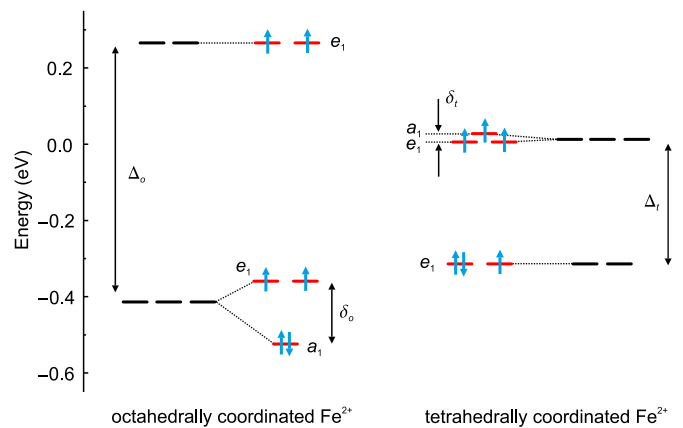 Energy (eV)
0.2
0.0
−0.2
−0.4
−0.6
Δo
e1
e1
δo
a1
octahedrally coordinated Fe2+
δt
a1
e1
Δt
e1
tetrahedrally coordinated Fe2+